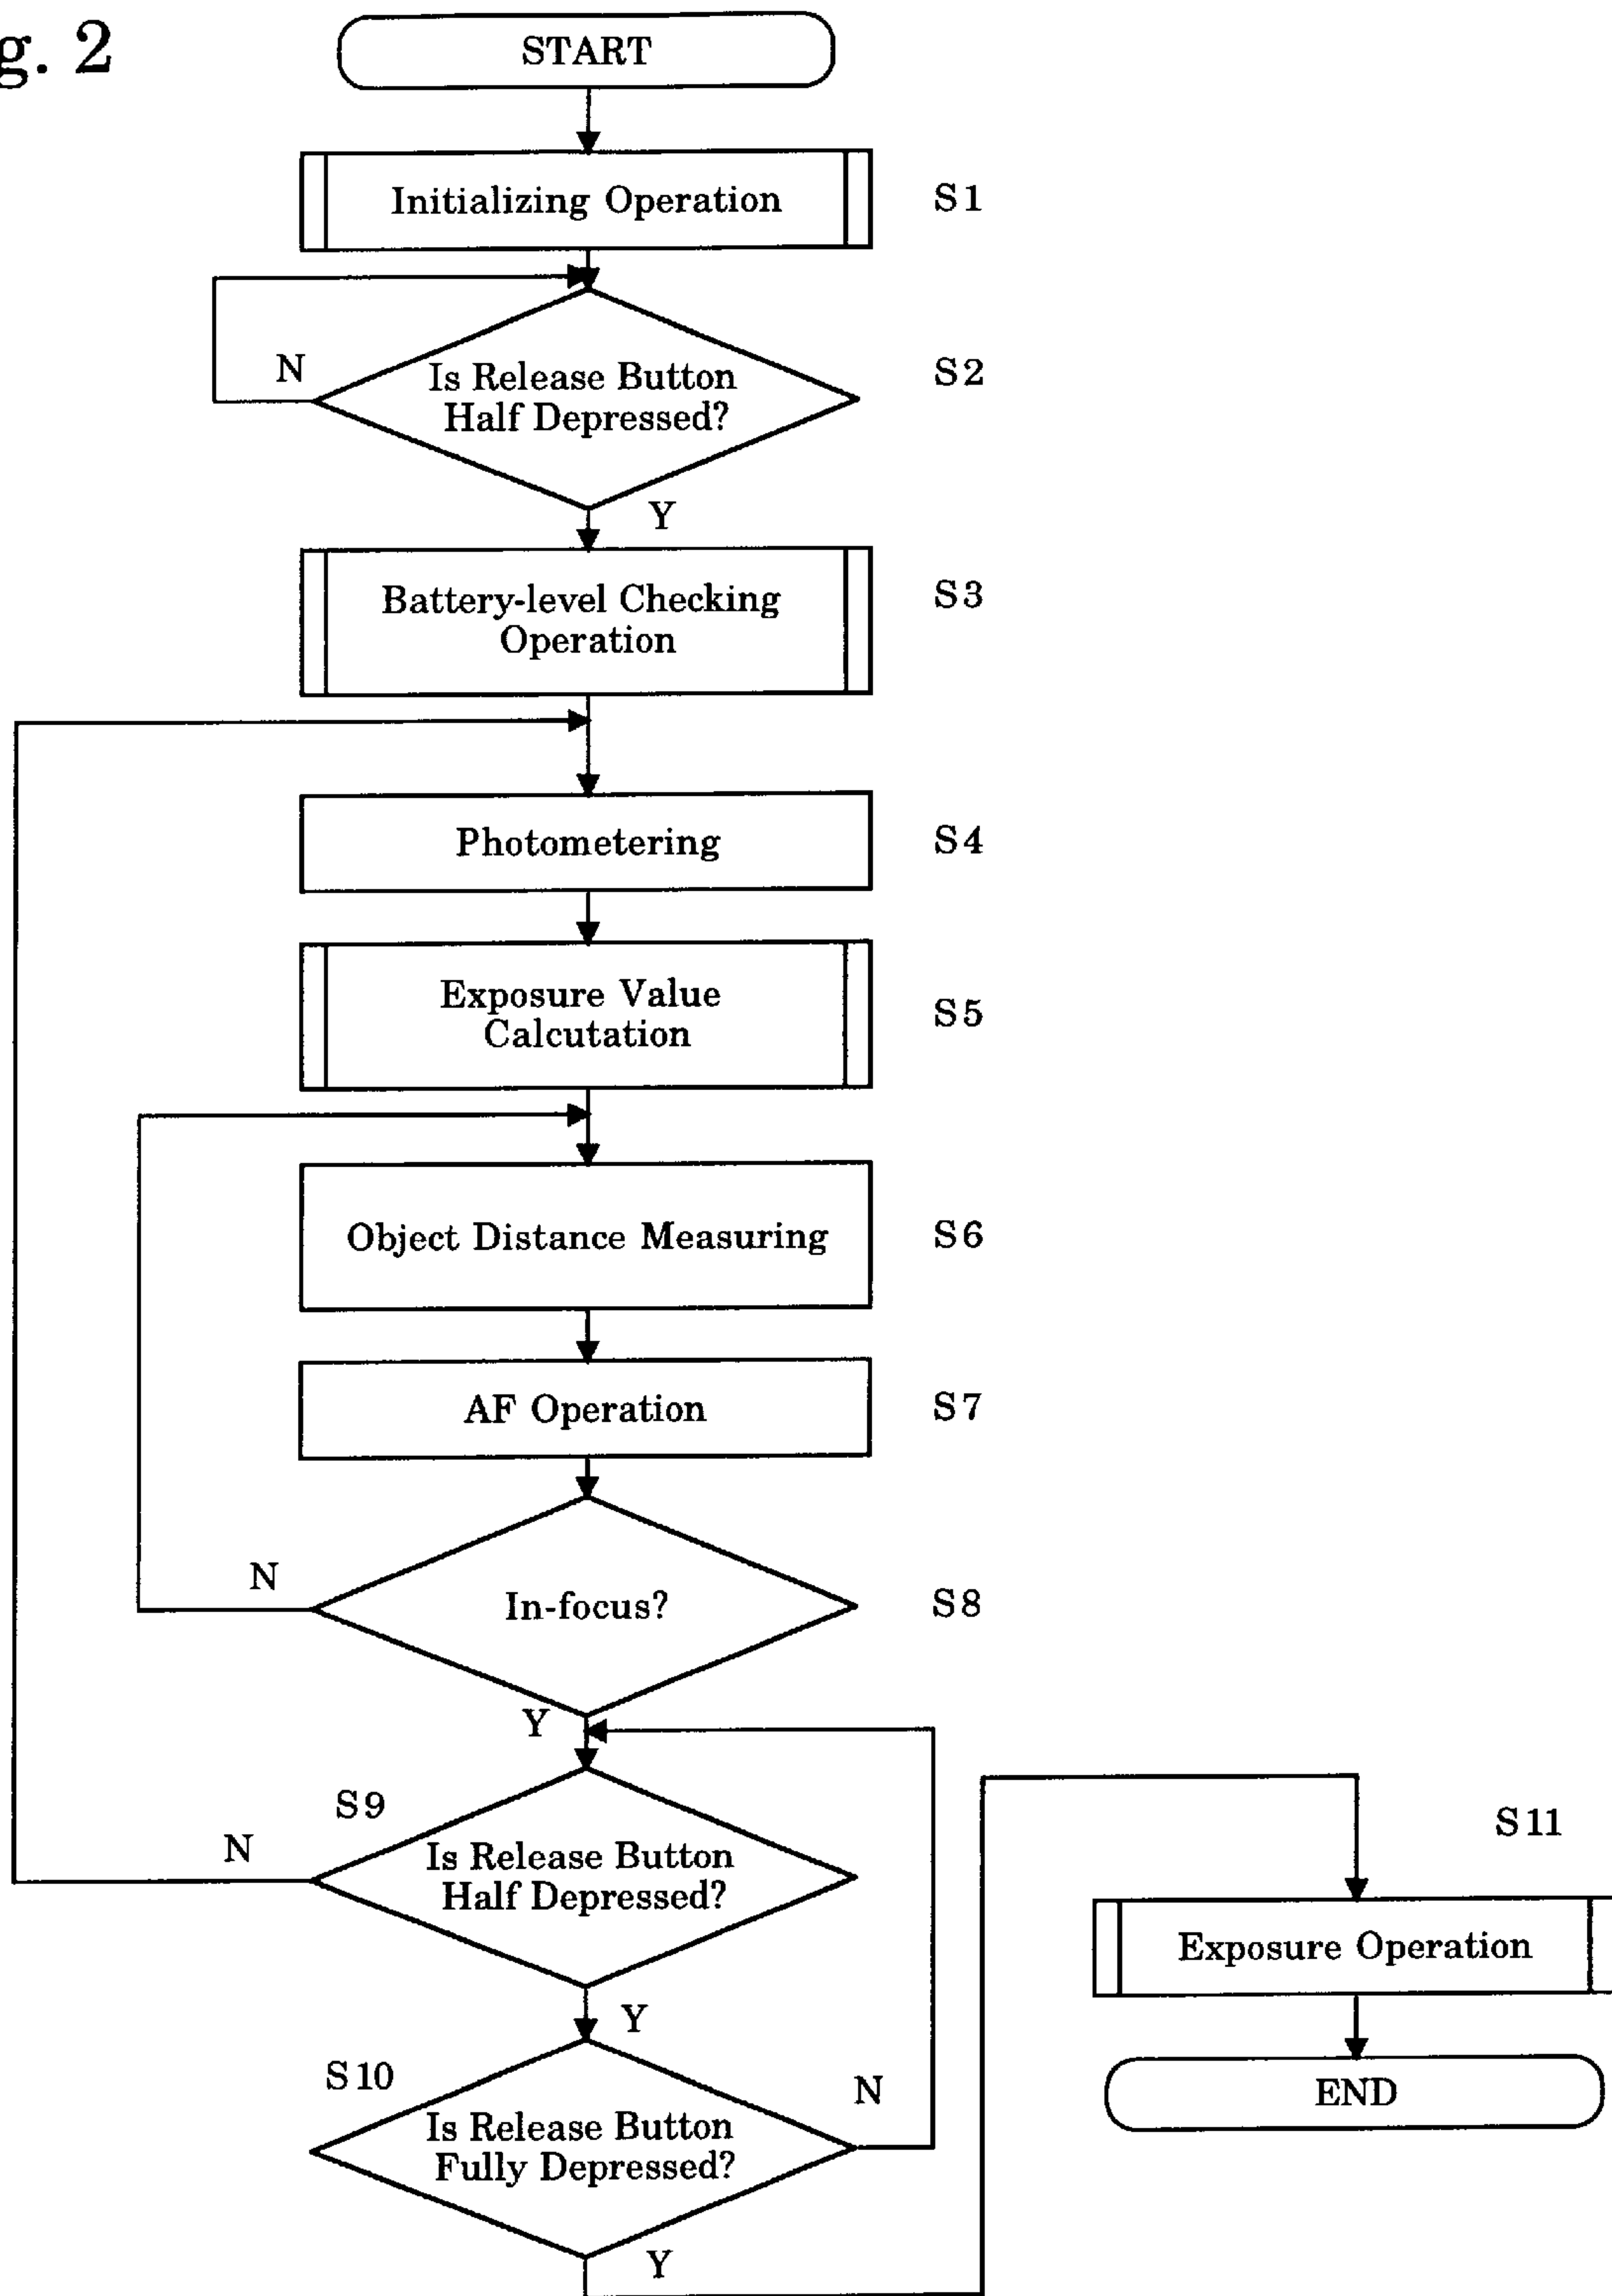 g. 2
START
Initializing Operation
S1
N
Is Release Button
Half Depressed?
S2
Y
Battery-level Checking
Operation
S3
Photometering
S4
Exposure Value
Calcutation
S5
Object Distance Measuring
S6
AF Operation
S7
N
In-focus?
S8
Y
S9
N
Is Release Button
Half Depressed?
Y
S10
Is Release Button
Fully Depressed?
N
Y
S11
Exposure Operation
END